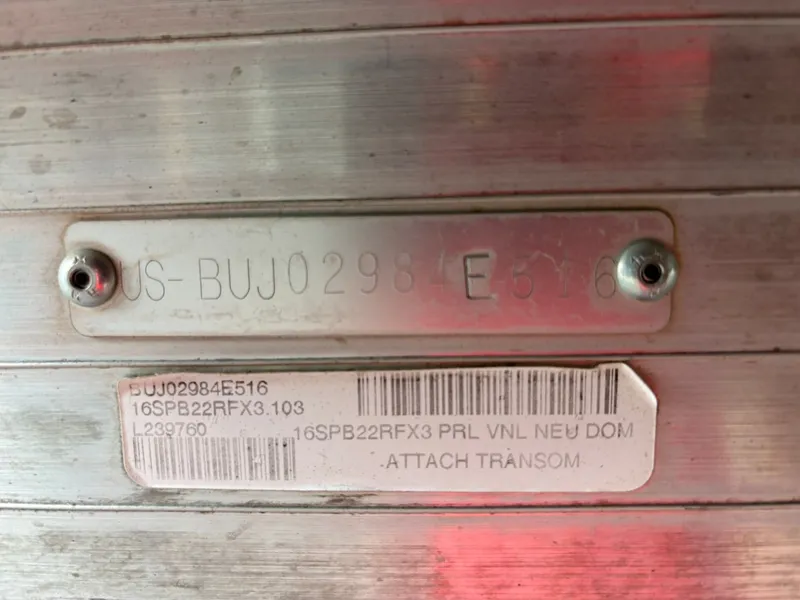 US-BUJ02984E516
BUJ02984E516
16SPB22RFX3.103
L239760
16SPB22RFX3 PRL VNL NEU DOM
ATTACH TRANSOM